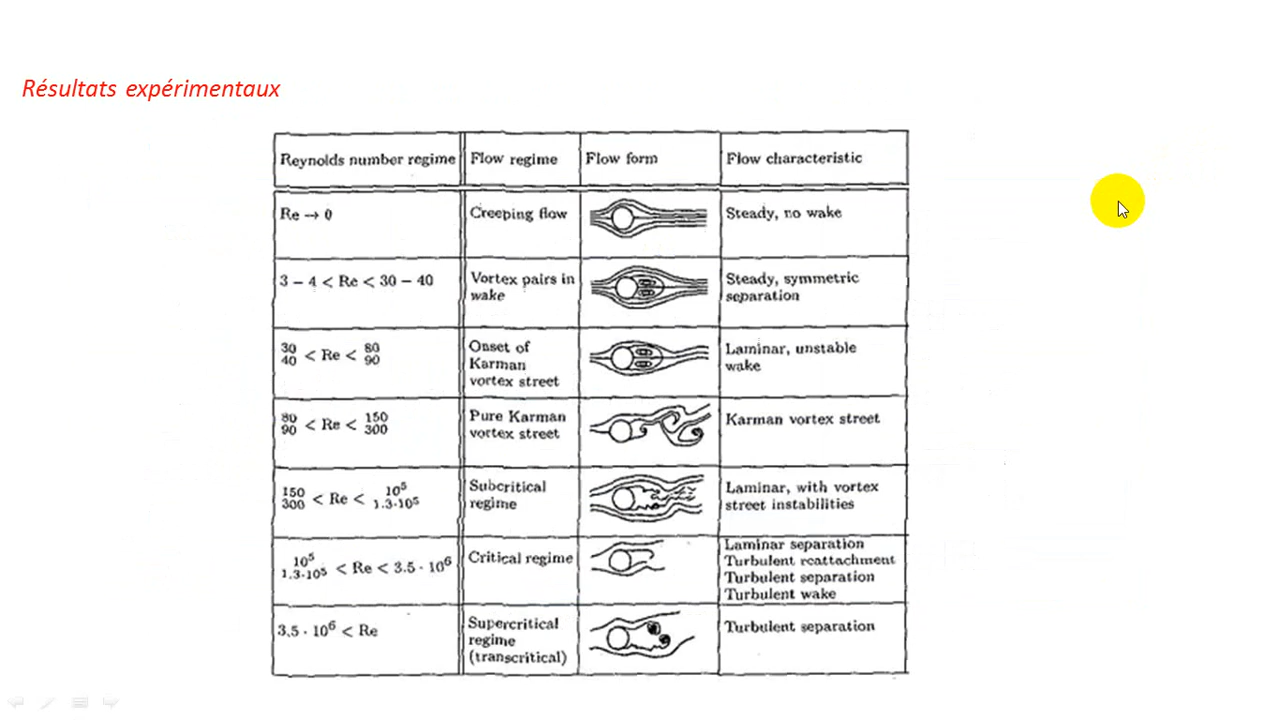 Résultats expérimentaux
Reynolds number regime
Flow regime
Flow form
Flow characteristic
Re → 0
Creeping flow
Steady, no wake
3 – 4 < Re < 30 – 40
Vortex pairs in
wake
Steady, symmetric
separation
30/40 < Re < 80/90
Onset of
Karman
vortex street
Laminar, unstable
wake
80/90 < Re < 150/300
Pure Karman
vortex street
Karman vortex street
150/300 < Re < 10⁵/1.3·10⁵
Subcritical
regime
Laminar, with vortex
street instabilities
10⁵/1.3·10⁵ < Re < 3.5 · 10⁶
Critical regime
Laminar separation
Turbulent reattachment
Turbulent separation
Turbulent wake
3.5 · 10⁶ < Re
Supercritical
regime
(transcritical)
Turbulent separation